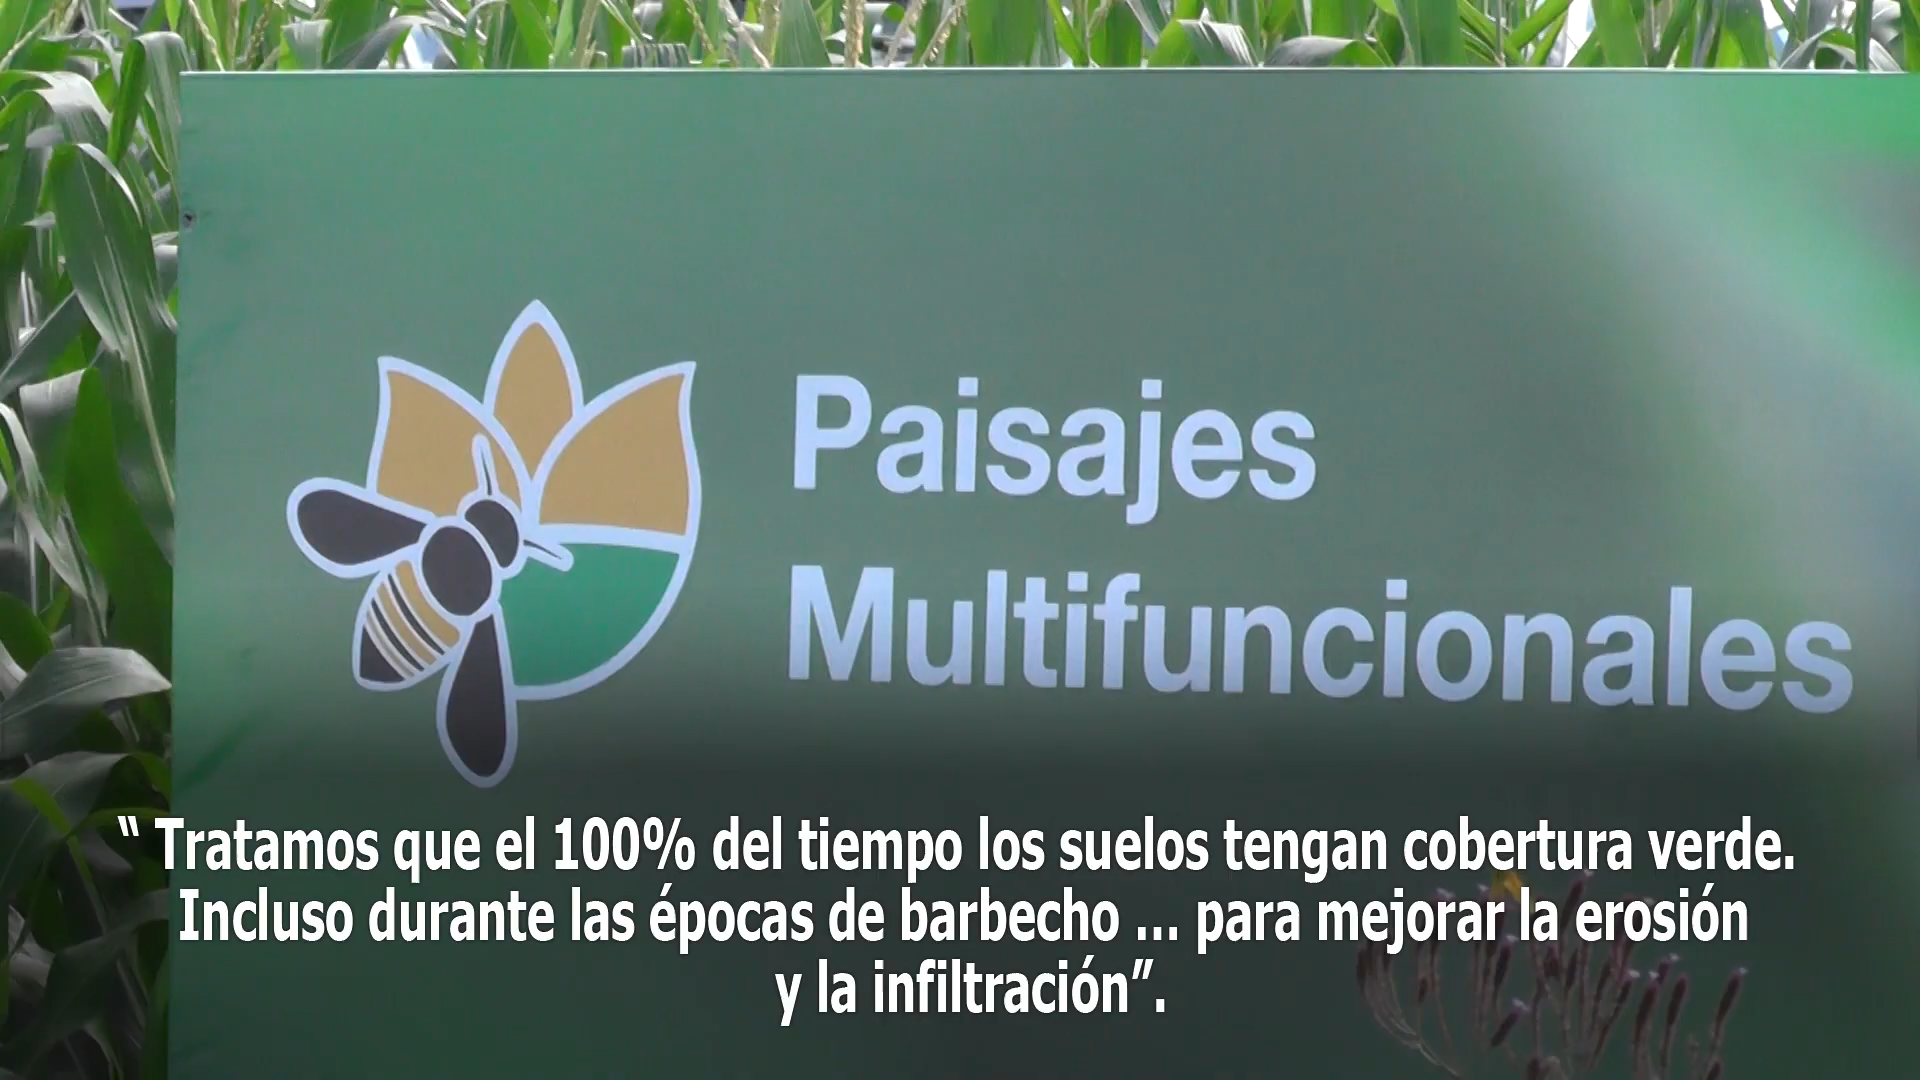 Paisajes
Multifuncionales
“ Tratamos que el 100% del tiempo los suelos tengan cobertura verde.
Incluso durante las épocas de barbecho ... para mejorar la erosión
y la infiltración”.